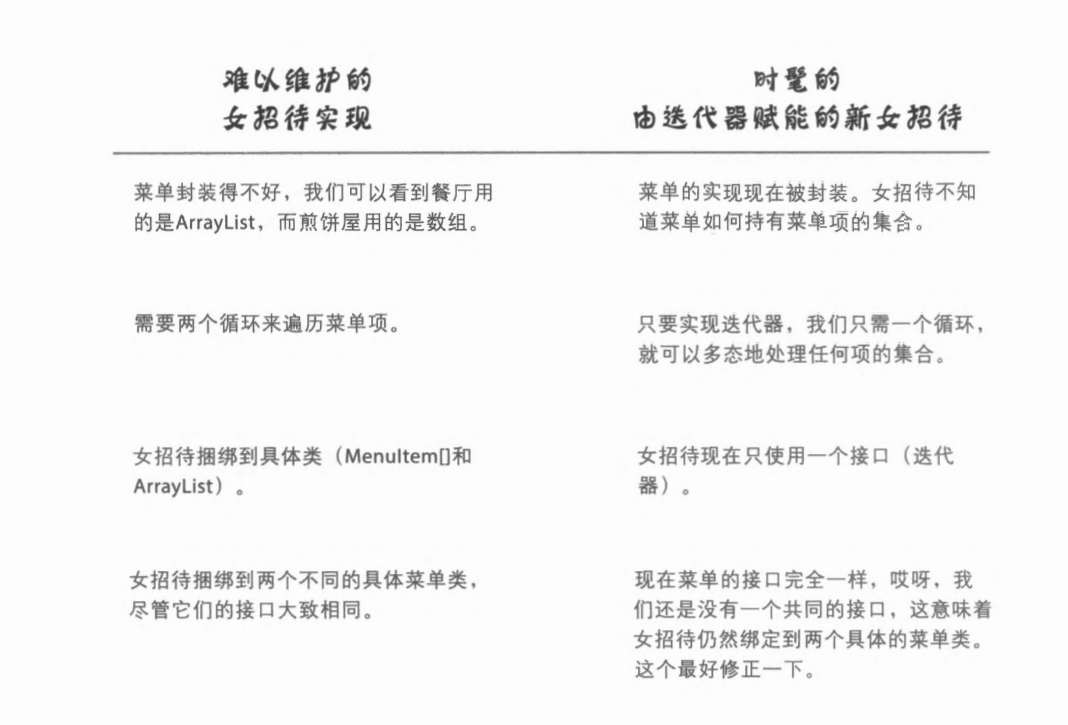 难以维护的
女招待实现
时髦的
由迭代器赋能的新女招待
菜单封装得不好，我们可以看到餐厅用
的是ArrayList，而煎饼屋用的是数组。
菜单的实现现在被封装。女招待不知
道菜单如何持有菜单项的集合。
需要两个循环来遍历菜单项。
只要实现迭代器，我们只需一个循环，
就可以多态地处理任何项的集合。
女招待捆绑到具体类（MenuItem[]和
ArrayList）。
女招待现在只使用一个接口（迭代
器）。
女招待捆绑到两个不同的具体菜单类，
尽管它们的接口大致相同。
现在菜单的接口完全一样，哎呀，我
们还是没有一个共同的接口，这意味着
女招待仍然绑定到两个具体的菜单类。
这个最好修正一下。